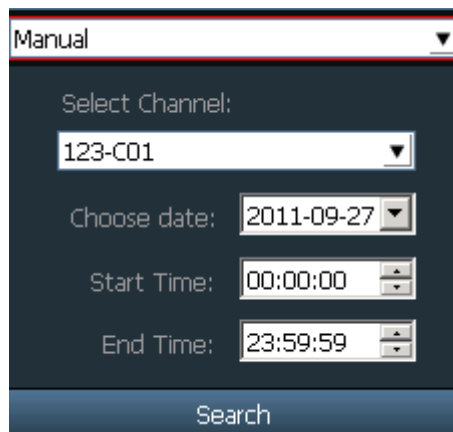 Manual
Select Channel:
123-C01
Choose date: 2011-09-27
Start Time: 00:00:00
End Time: 23:59:59
Search